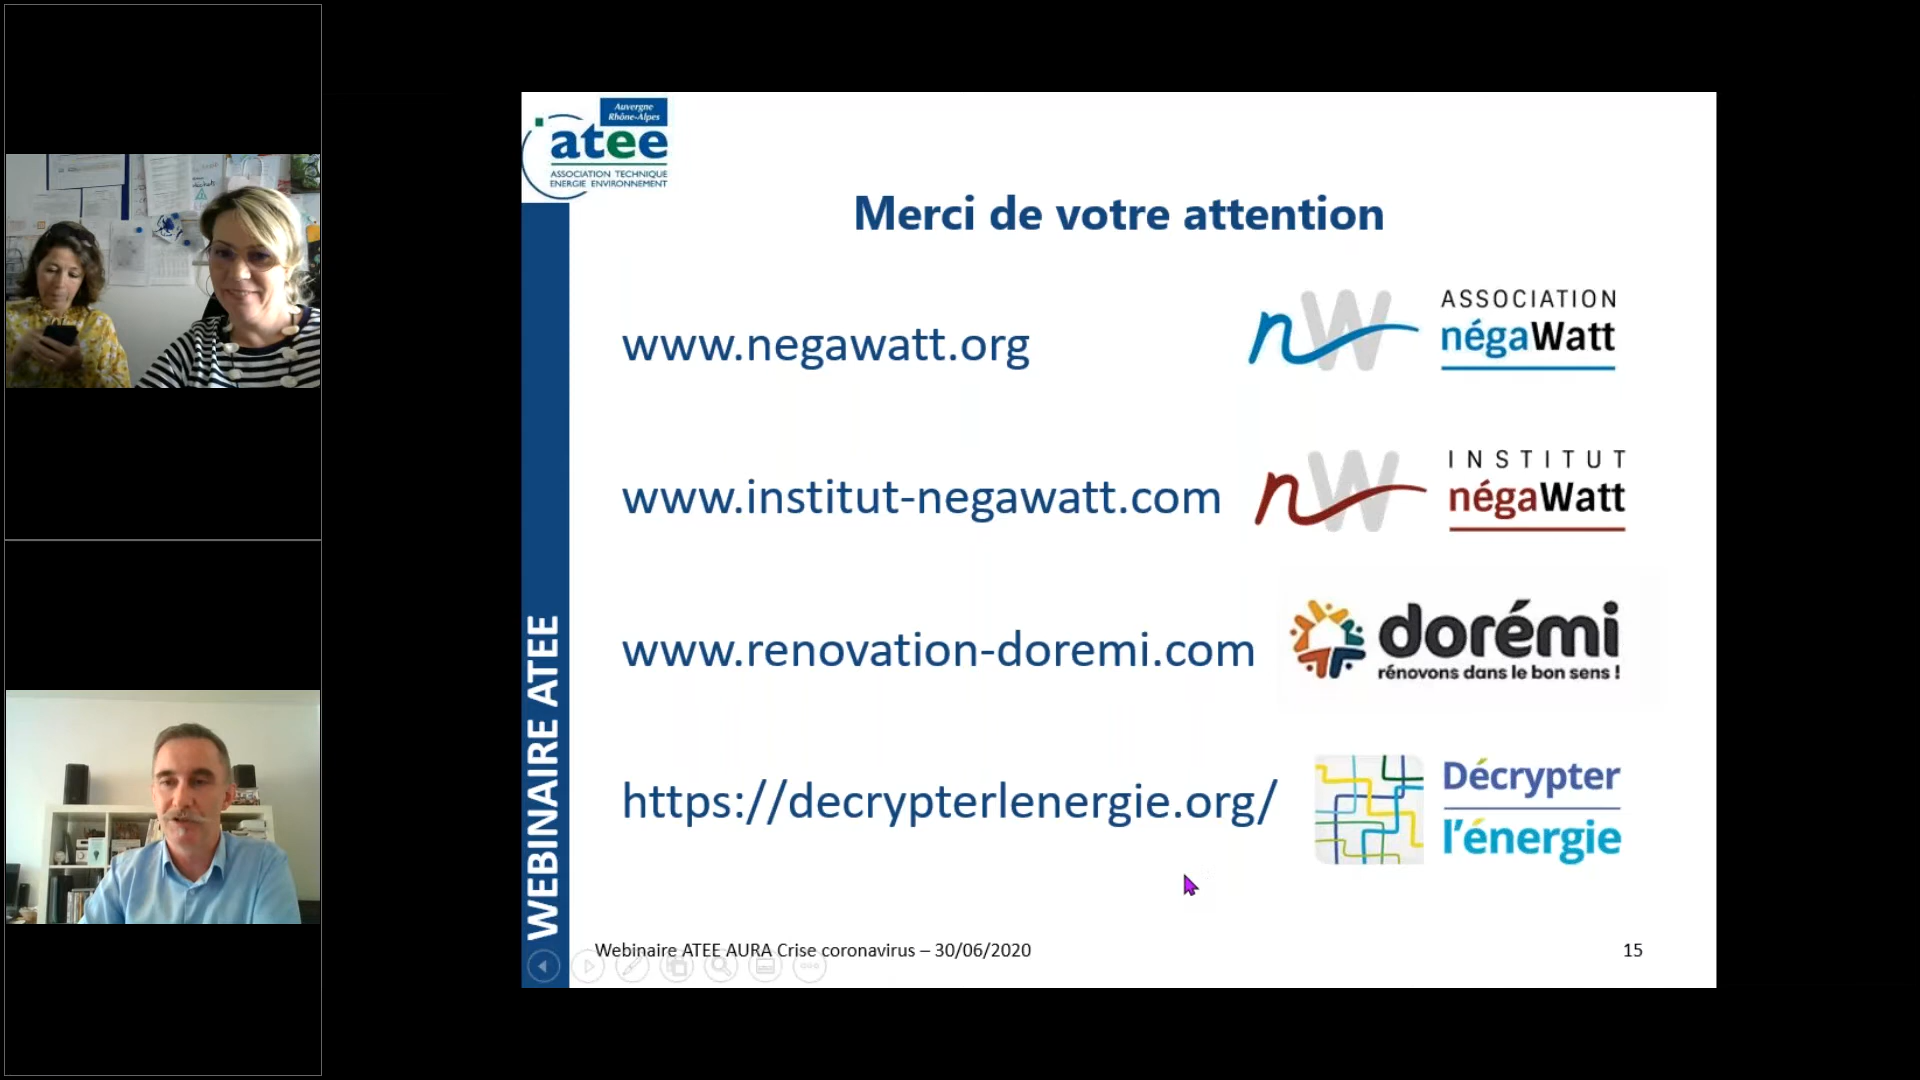 Auvergne
Rhône-Alpes
atee
ASSOCIATION TECHNIQUE
ENERGIE ENVIRONNEMENT
Merci de votre attention
www.negawatt.org
nW
ASSOCIATION
négaWatt
www.institut-negawatt.com
nW
INSTITUT
négaWatt
www.renovation-doremi.com
dorémi
rénovons dans le bon sens !
https://decrypterlenergie.org/
Décrypter
l'énergie
WEBINAIRE ATEE
Webinaire ATEE AURA Crise coronavirus – 30/06/2020
15